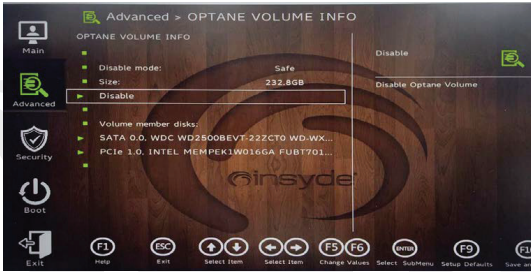 Advanced > OPTANE VOLUME INFO
OPTANE VOLUME INFO
Disable mode: Safe
Size: 232.8GB
Disable
Volume member disks:
SATA 0.0, WDC WD2500BEVT-22ZCT0 WD-WX...
PCIe 1.0, INTEL MEMPEK1W016GA FUBT701...
Disable
Disable Optane Volume
Main
Advanced
Security
Boot
Exit
insyde
F1
Help
ESC
Exit
Select Item
Select Item
F5 F6
Change Values
ENTER
Select SubMenu
F9
Setup Defaults
F1
Save an